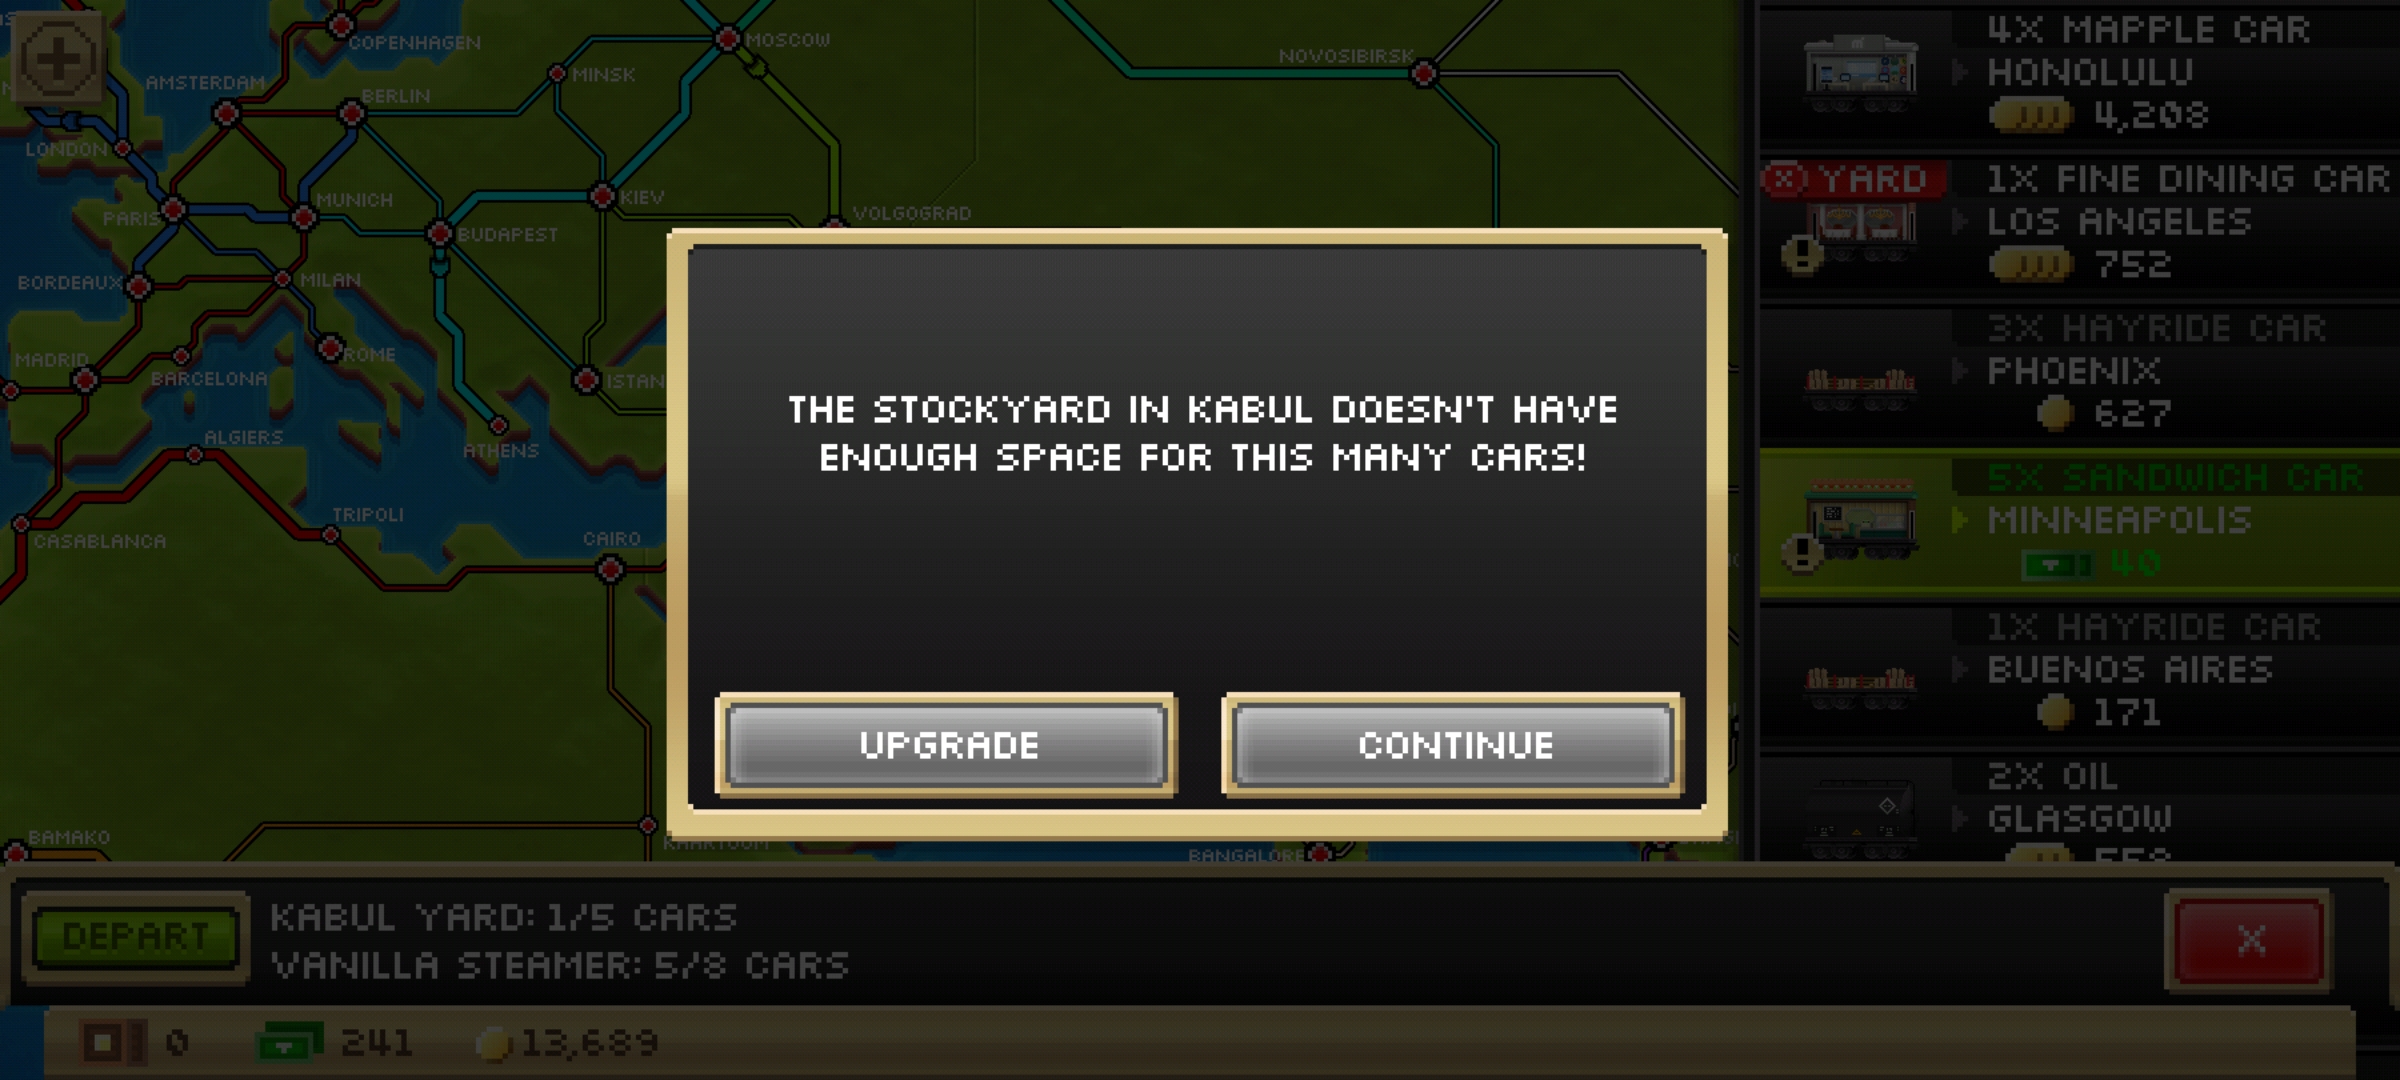 COPENHAGEN
MOSCOW
NOVOSIBIRSK
MINSK
AMSTERDAM
BERLIN
LONDON
KIEV
MUNICH
PARIS
VOLGOGRAD
BUDAPEST
BORDEAUX
MILAN
MADRID
ROME
BARCELONA
ISTAN
ALGIERS
ATHENS
TRIPOLI
CASABLANCA
CAIRO
BAMAKO
KHARTOUM
BANGALORE
4X MAPPLE CAR
HONOLULU
4,208
X YARD
1X FINE DINING CAR
LOS ANGELES
752
3X HAYRIDE CAR
PHOENIX
627
5X SANDWICH CAR
MINNEAPOLIS
40
1X HAYRIDE CAR
BUENOS AIRES
171
2X OIL
GLASGOW
THE STOCKYARD IN KABUL DOESN'T HAVE
ENOUGH SPACE FOR THIS MANY CARS!
UPGRADE
CONTINUE
DEPART
KABUL YARD: 1/5 CARS
VANILLA STEAMER: 5/8 CARS
X
0
241
13,689